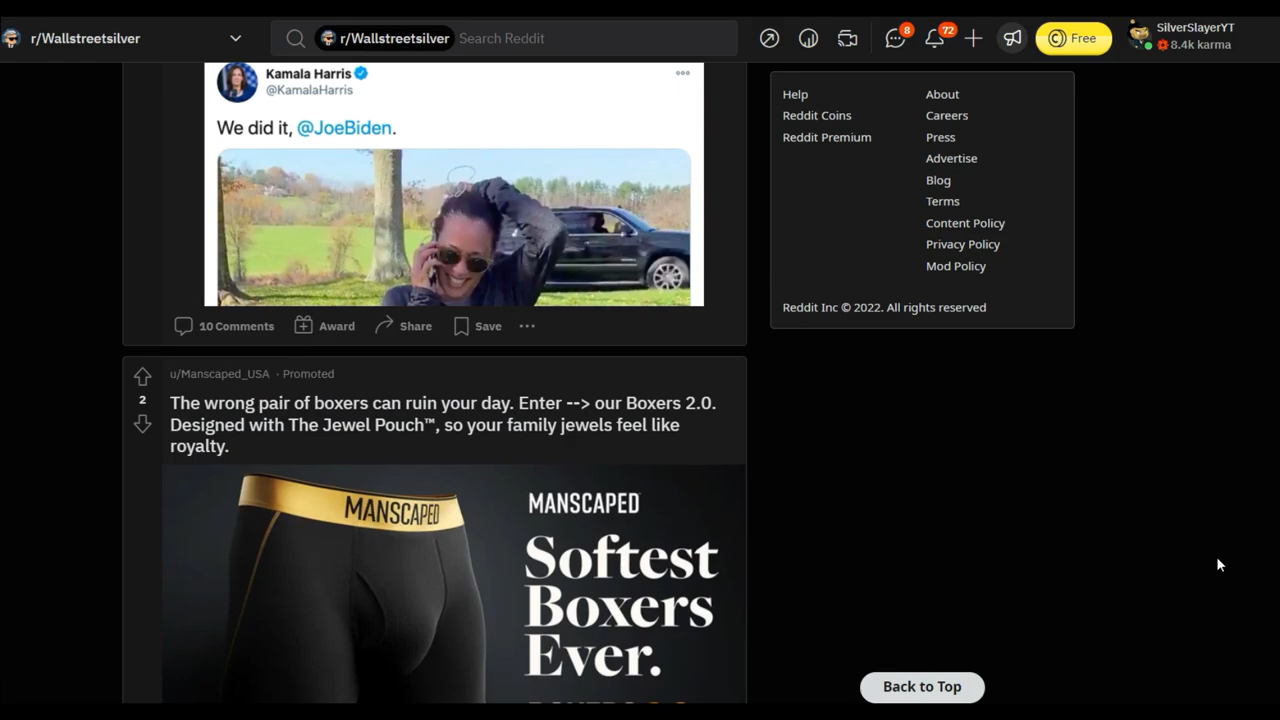 r/Wallstreetsilver
r/Wallstreetsilver Search Reddit
8
72
Free
SilverSlayerYT
8.4k karma
Kamala Harris
@KamalaHarris
We did it, @JoeBiden.
10 Comments
Award
Share
Save
u/Manscaped_USA · Promoted
2
The wrong pair of boxers can ruin your day. Enter --> our Boxers 2.0.
Designed with The Jewel Pouch™, so your family jewels feel like
royalty.
MANSCAPED
MANSCAPED
Softest
Boxers
Ever.
Help
About
Reddit Coins
Careers
Reddit Premium
Press
Advertise
Blog
Terms
Content Policy
Privacy Policy
Mod Policy
Reddit Inc © 2022. All rights reserved
Back to Top